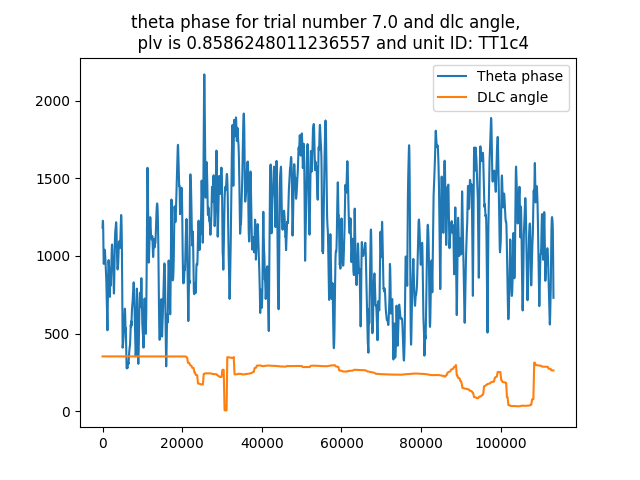 theta phase for trial number 7.0 and dlc angle,
plv is 0.8586248011236557 and unit ID: TT1c4
Theta phase
DLC angle
2000
1500
1000
500
0
0 20000 40000 60000 80000 100000